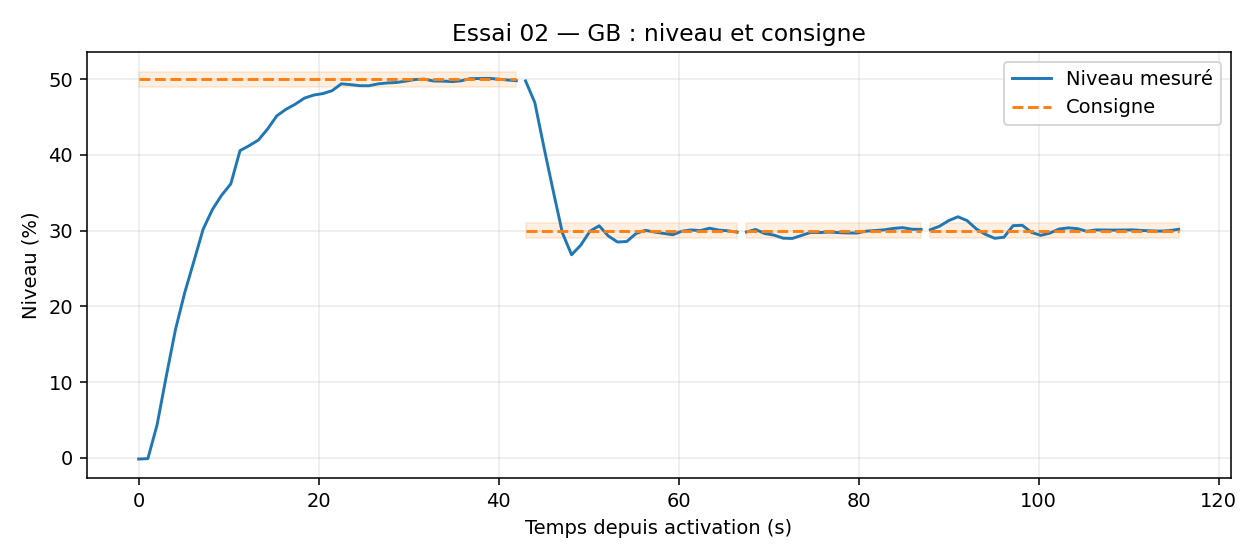 Essai 02 — GB : niveau et consigne
Niveau mesuré
Consigne
Niveau (%)
50
40
30
20
10
0
0 20 40 60 80 100 120
Temps depuis activation (s)